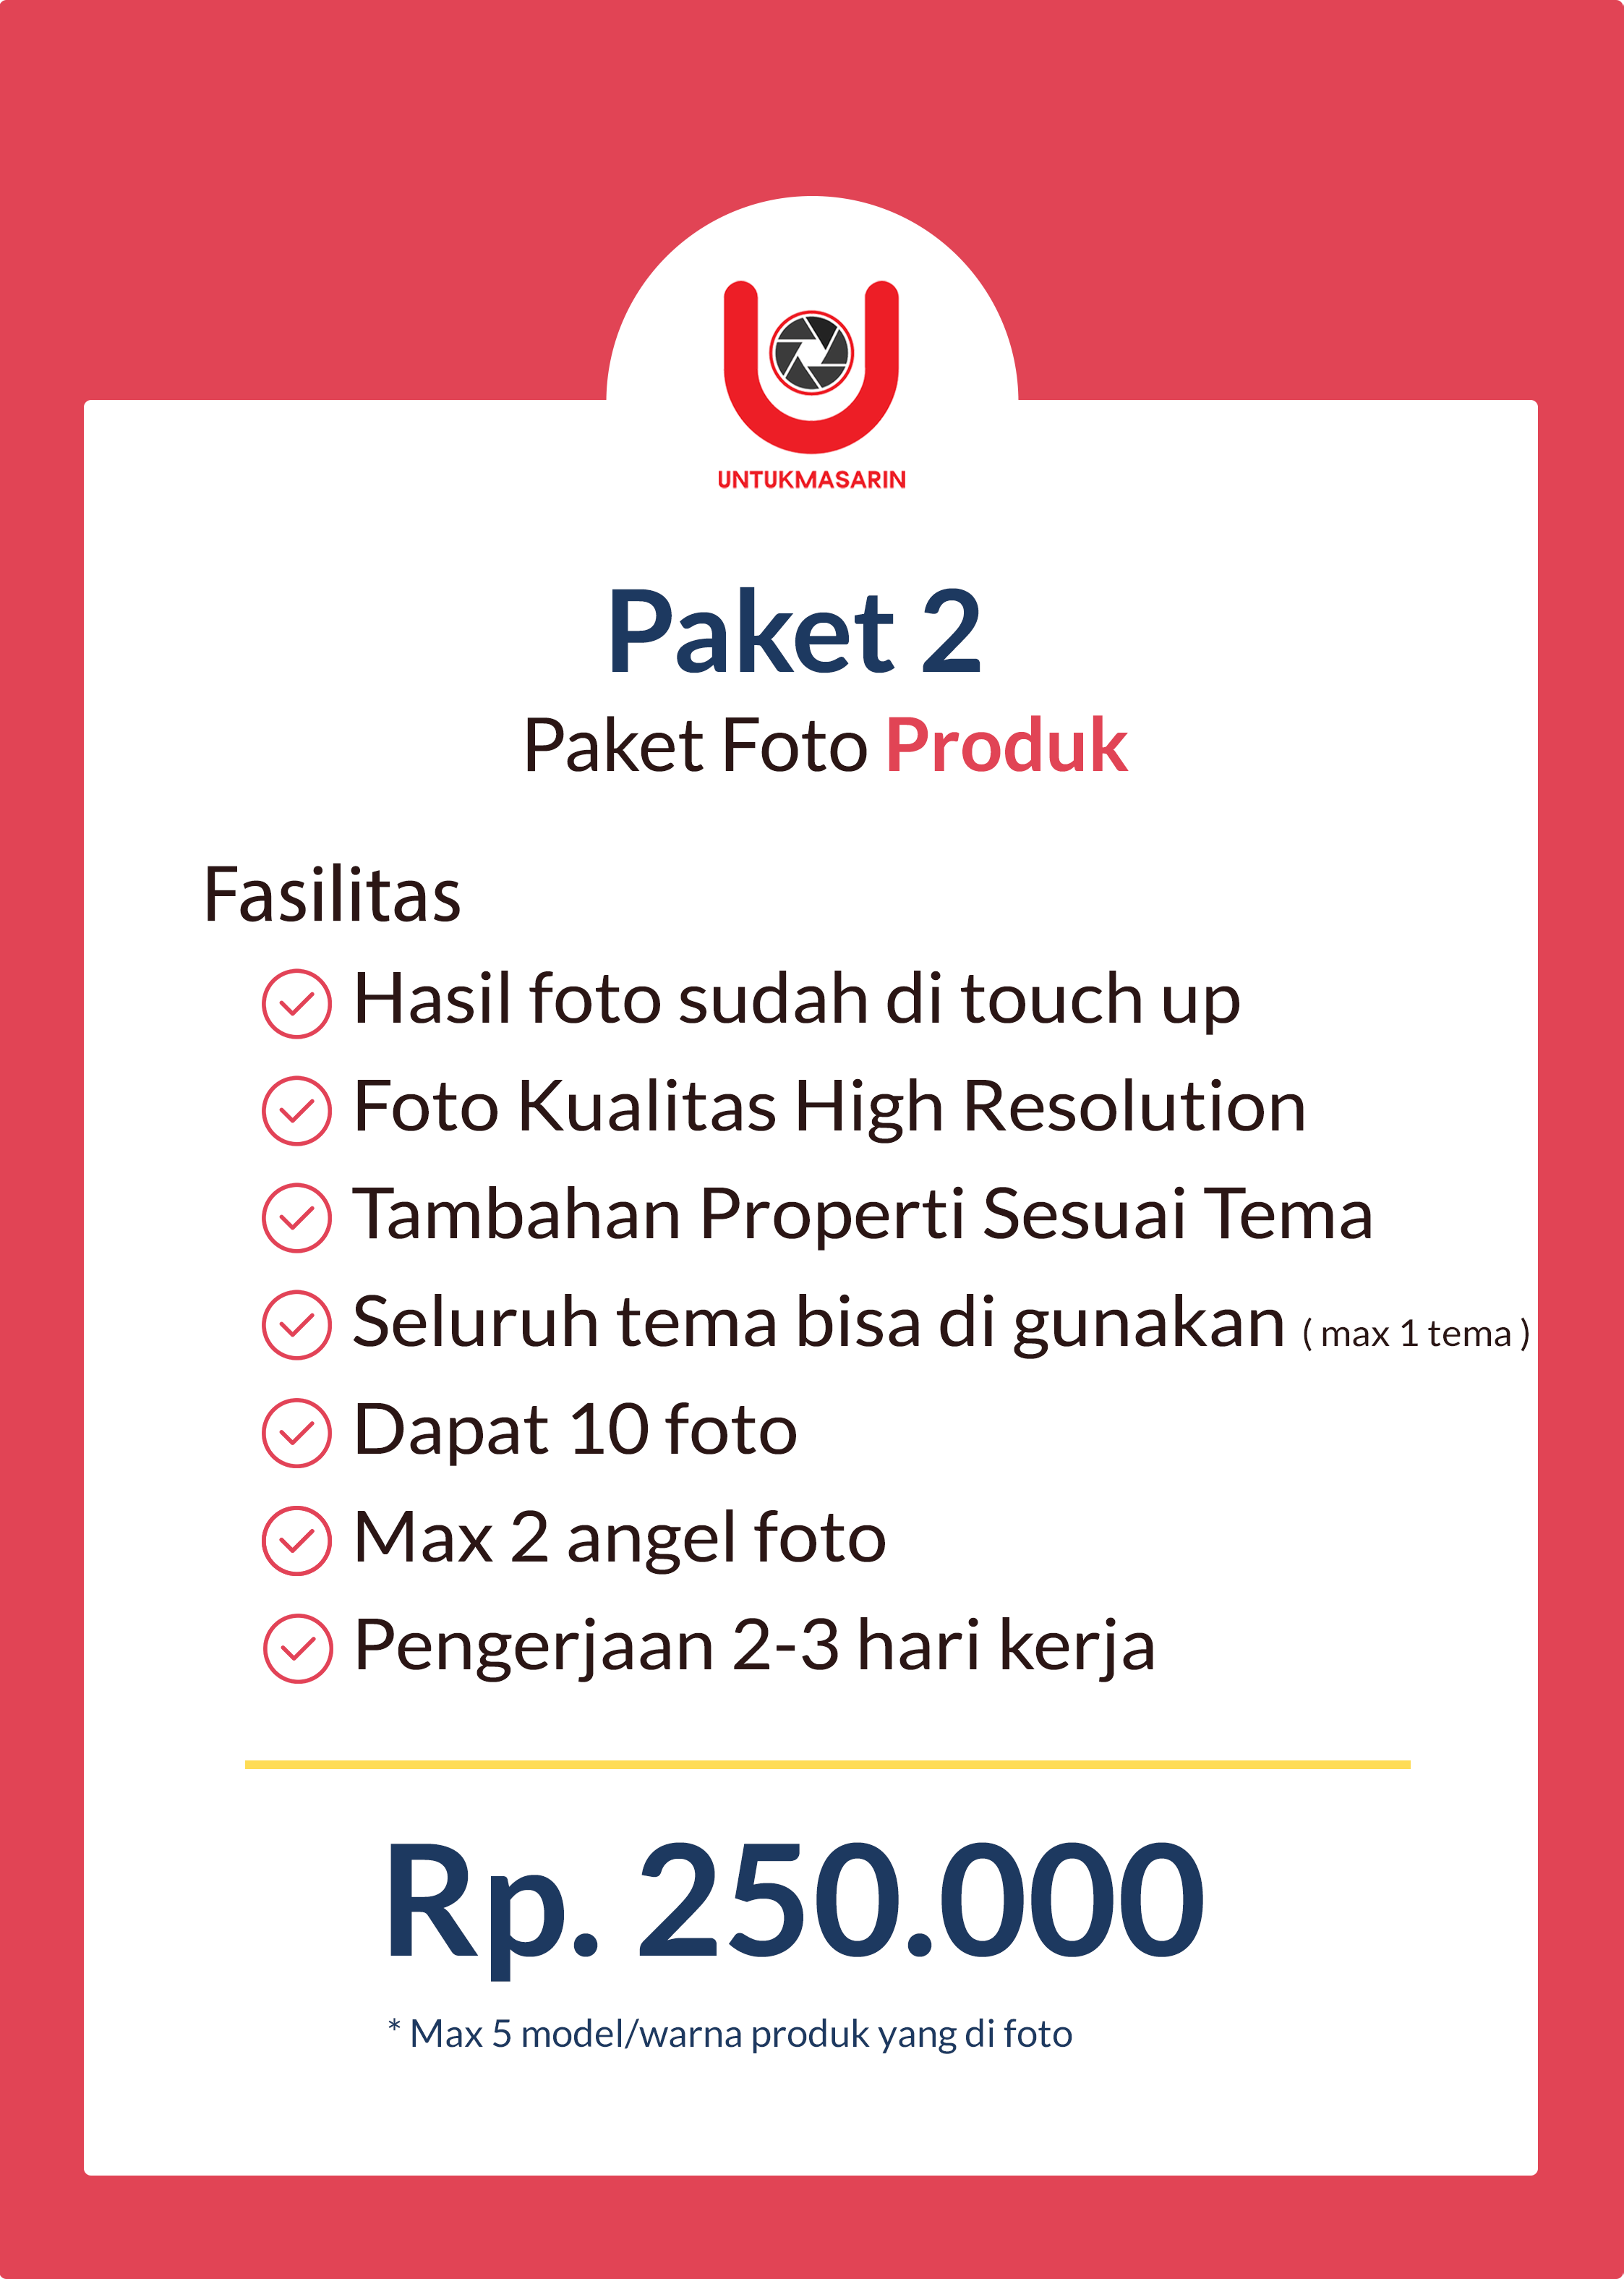 UNTUKMASARIN
Paket 2
Paket Foto Produk
Fasilitas
Hasil foto sudah di touch up
Foto Kualitas High Resolution
Tambahan Properti Sesuai Tema
Seluruh tema bisa di gunakan ( max 1 tema )
Dapat 10 foto
Max 2 angel foto
Pengerjaan 2-3 hari kerja
Rp. 250.000
* Max 5 model/warna produk yang di foto